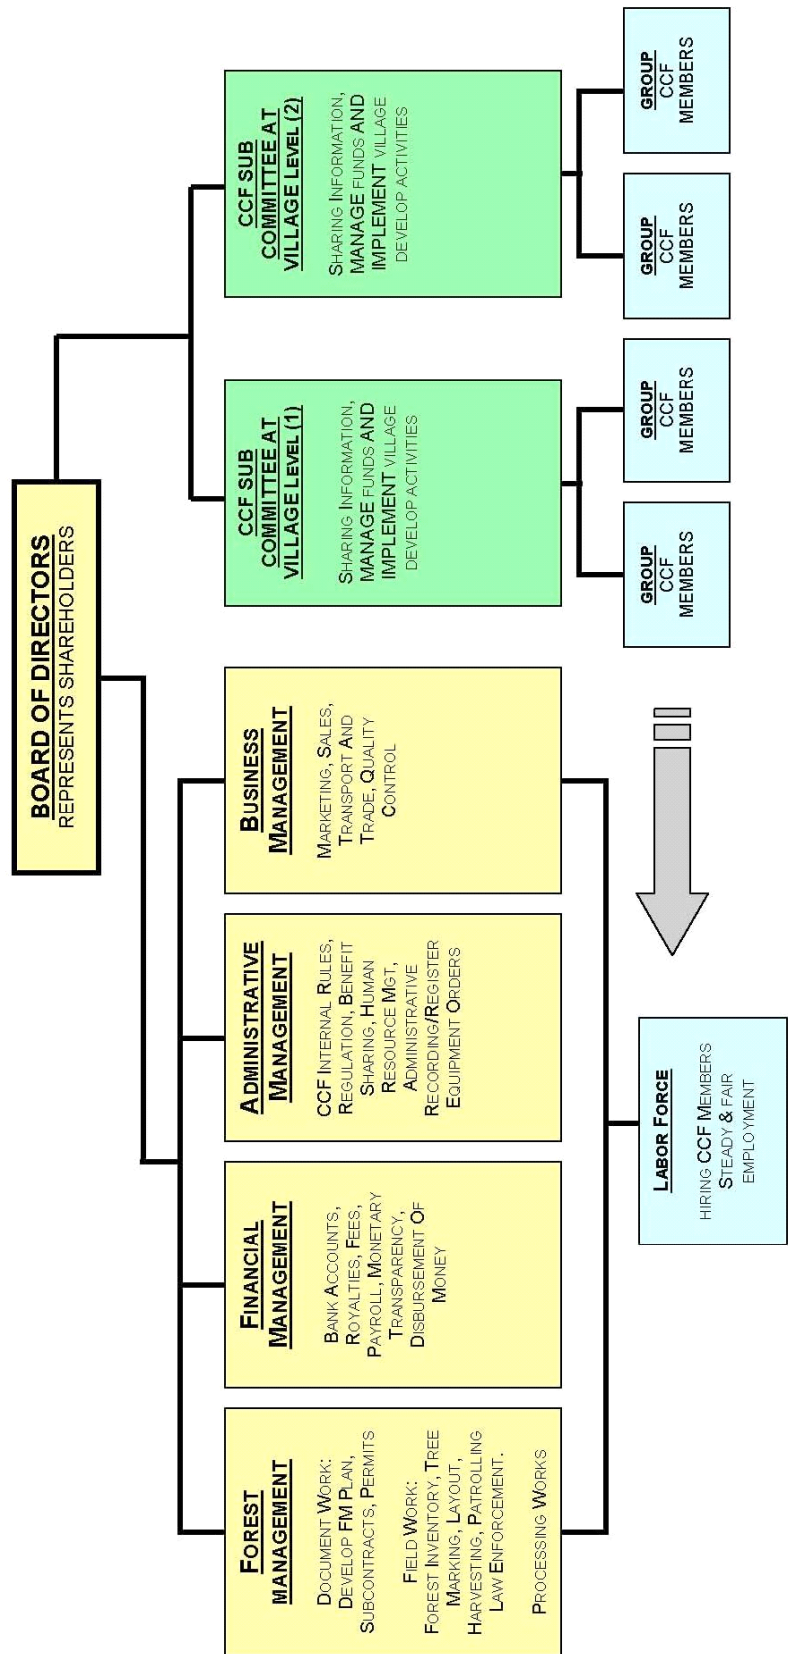 BOARD OF DIRECTORS
REPRESENTS SHAREHOLDERS
FOREST
MANAGEMENT
DOCUMENT WORK:
DEVELOP FM PLAN,
SUBCONTRACTS, PERMITS
FIELD WORK:
FOREST INVENTORY, TREE
MARKING, LAYOUT,
HARVESTING, PATROLLING
LAW ENFORCEMENT.
PROCESSING WORKS
FINANCIAL
MANAGEMENT
BANK ACCOUNTS,
ROYALTIES, FEES,
PAYROLL, MONETARY
TRANSPARENCY,
DISBURSEMENT OF
MONEY
ADMINISTRATIVE
MANAGEMENT
CCF INTERNAL RULES,
REGULATION, BENEFIT
SHARING, HUMAN
RESOURCE MGT,
ADMINISTRATIVE
RECORDING/REGISTER
EQUIPMENT ORDERS
BUSINESS
MANAGEMENT
MARKETING, SALES,
TRANSPORT AND
TRADE, QUALITY
CONTROL
CCF SUB
COMMITTEE AT
VILLAGE LEVEL (1)
SHARING INFORMATION,
MANAGE FUNDS AND
IMPLEMENT VILLAGE
DEVELOP ACTIVITIES
CCF SUB
COMMITTEE AT
VILLAGE LEVEL (2)
SHARING INFORMATION,
MANAGE FUNDS AND
IMPLEMENT VILLAGE
DEVELOP ACTIVITIES
LABOR FORCE
HIRING CCF MEMBERS
STEADY & FAIR
EMPLOYMENT
GROUP
CCF
MEMBERS
GROUP
CCF
MEMBERS
GROUP
CCF
MEMBERS
GROUP
CCF
MEMBERS